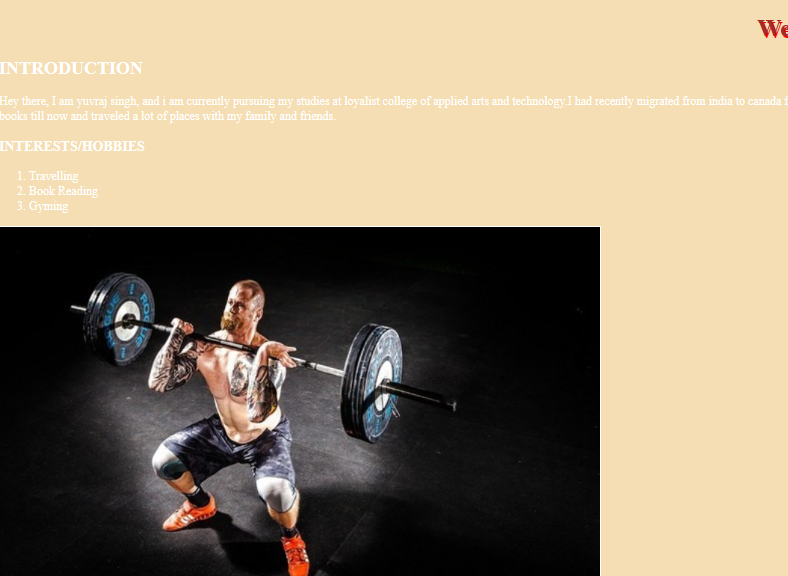 We
INTRODUCTION
Hey there, I am yuvraj singh, and i am currently pursuing my studies at loyalist college of applied arts and technology.I had recently migrated from india to canada f
books till now and traveled a lot of places with my family and friends.
INTERESTS/HOBBIES
1. Travelling
2. Book Reading
3. Gyming
ROGUE
ROGUE